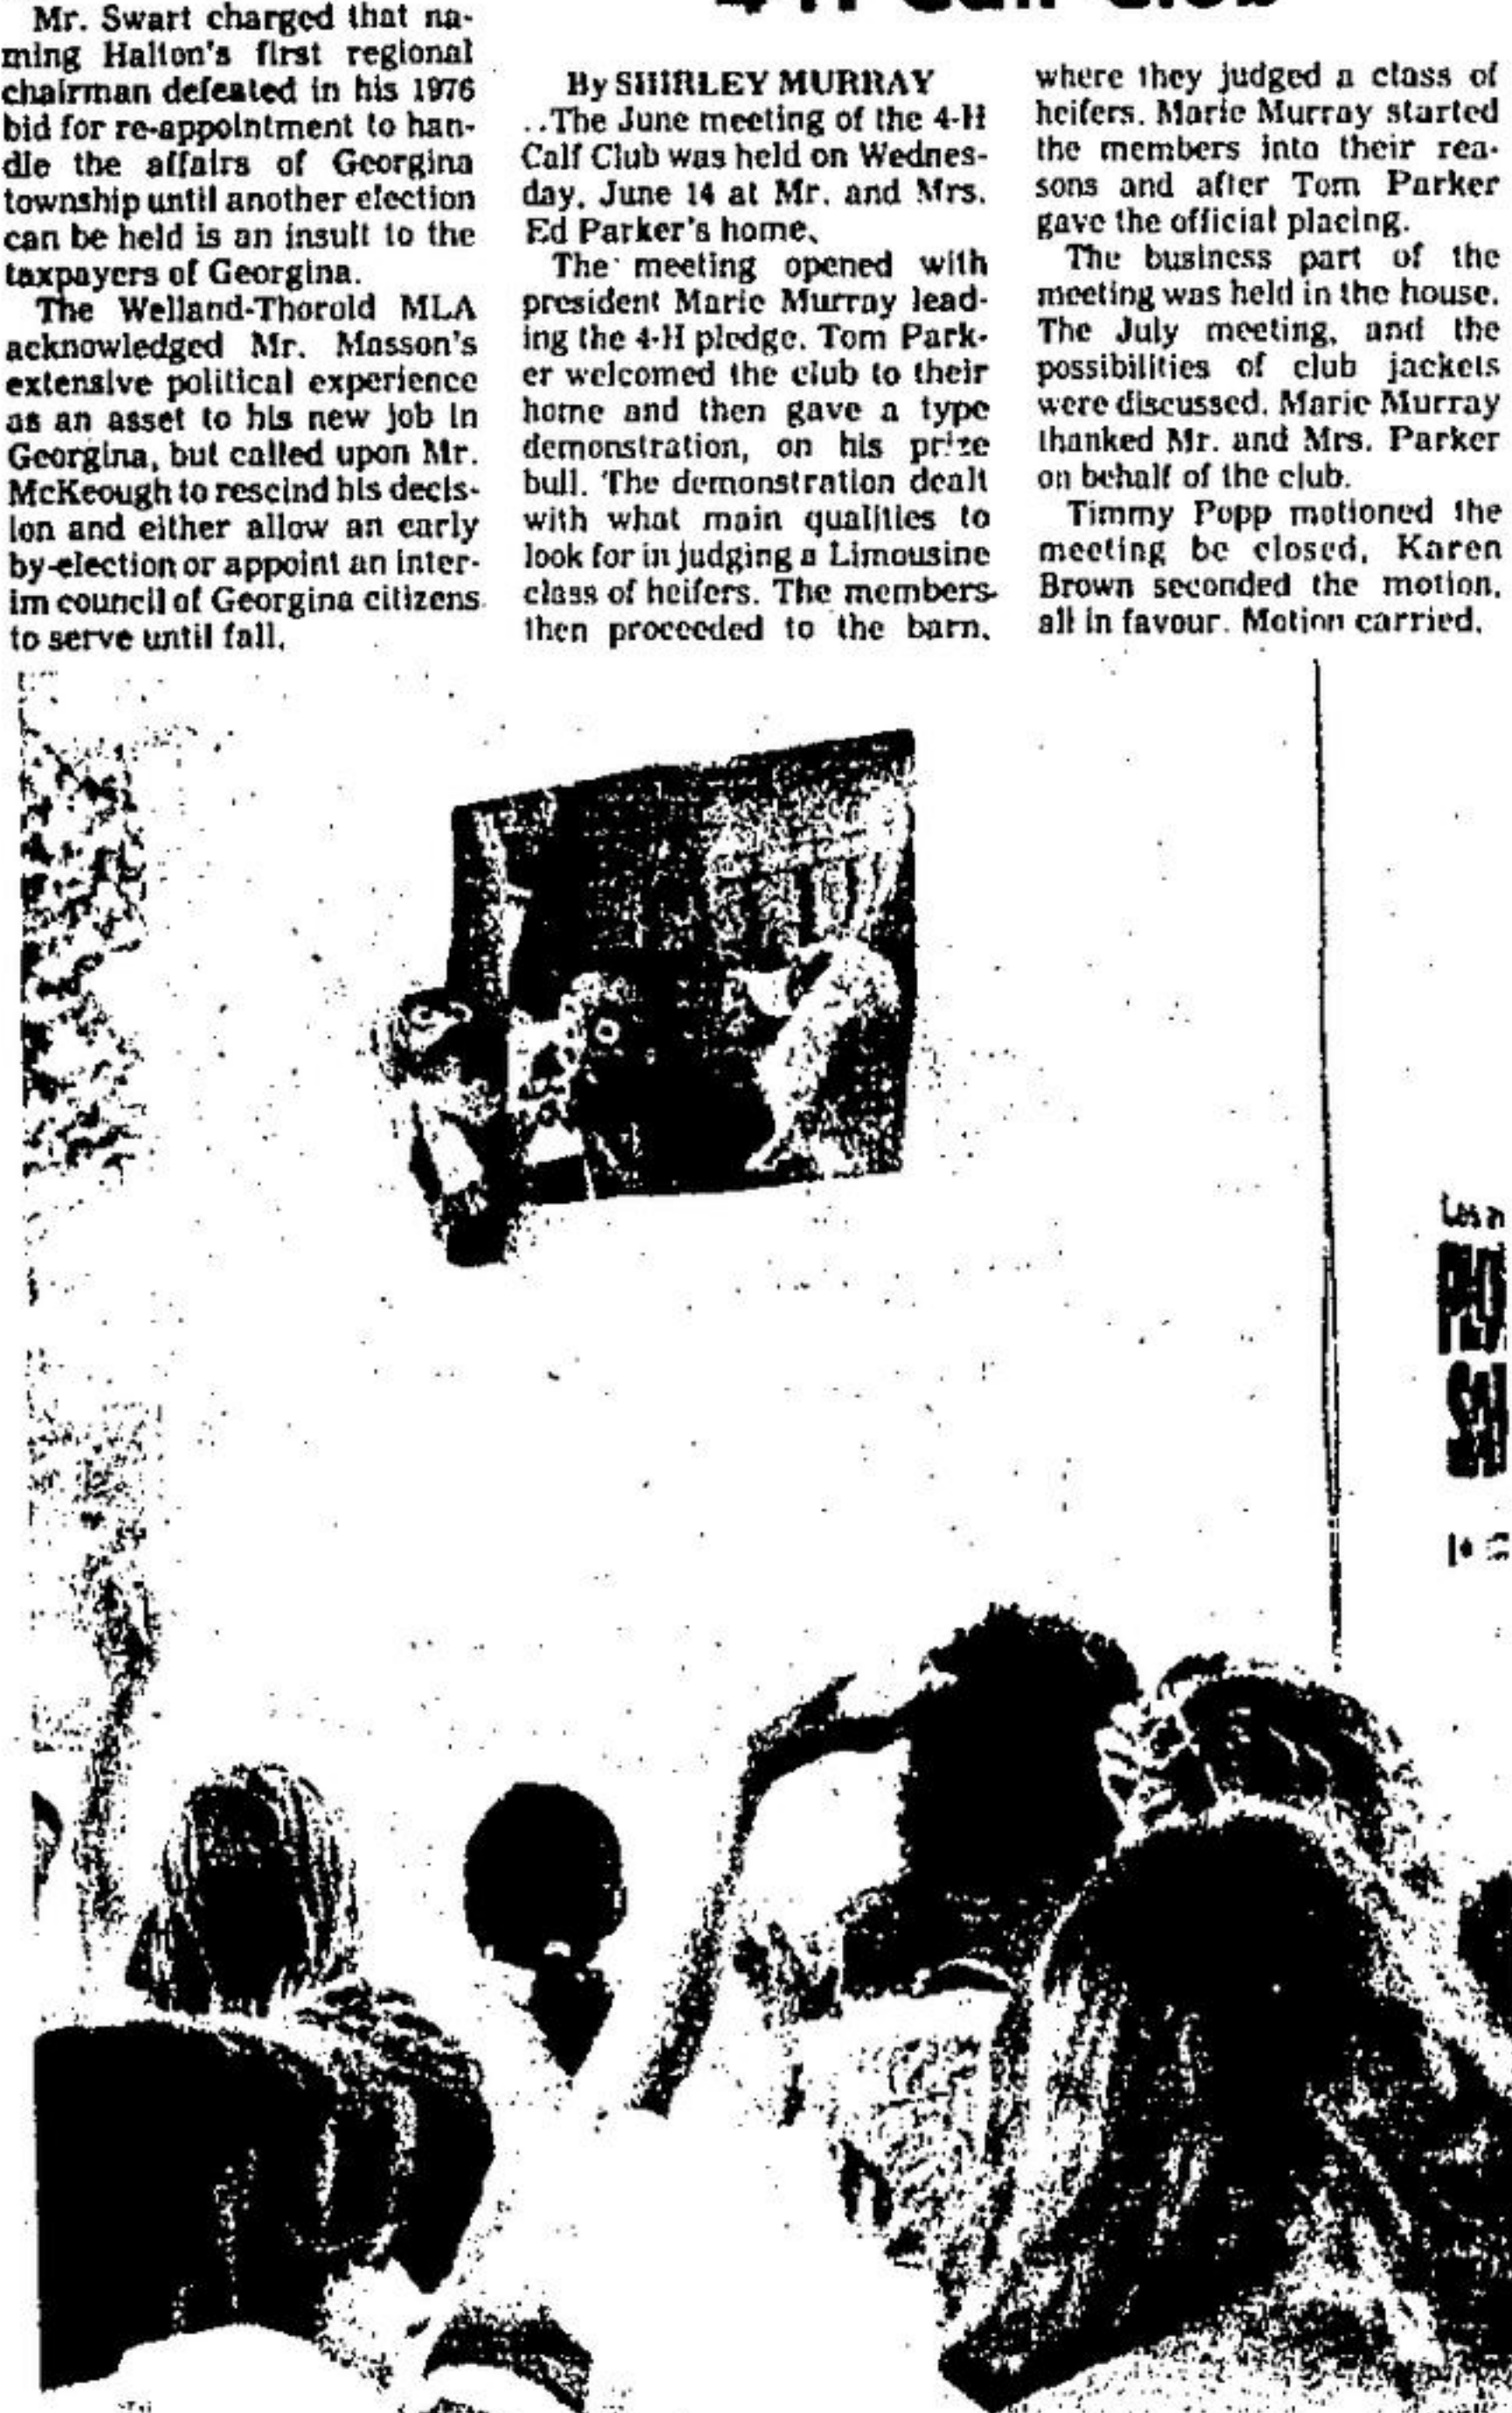 Mr. Swart charged that na-
ming Halton's first regional
chairman defeated in his 1976
bid for re-appointment to han-
dle the affairs of Georgina
township until another election
can be held is an insult to the
taxpayers of Georgina.
The Welland-Thorold MLA
acknowledged Mr. Masson's
extensive political experience
as an asset to his new job in
Georgina, but called upon Mr.
McKeough to rescind his decis-
ion and either allow an early
by-election or appoint an inter-
im council of Georgina citizens
to serve until fall.
4-H Calf Club
By SHIRLEY MURRAY
..The June meeting of the 4-H
Calf Club was held on Wednes-
day, June 14 at Mr. and Mrs.
Ed Parker's home.
The meeting opened with
president Marie Murray lead-
ing the 4-H pledge. Tom Park-
er welcomed the club to their
home and then gave a type
demonstration, on his prize
bull. The demonstration dealt
with what main qualities to
look for in judging a Limousine
class of heifers. The members
then proceeded to the barn,
where they judged a class of
heifers. Marie Murray started
the members into their rea-
sons and after Tom Parker
gave the official placing.
The business part of the
meeting was held in the house.
The July meeting, and the
possibilities of club jackets
were discussed. Marie Murray
thanked Mr. and Mrs. Parker
on behalf of the club.
Timmy Popp motioned the
meeting be closed, Karen
Brown seconded the motion,
all in favour. Motion carried.